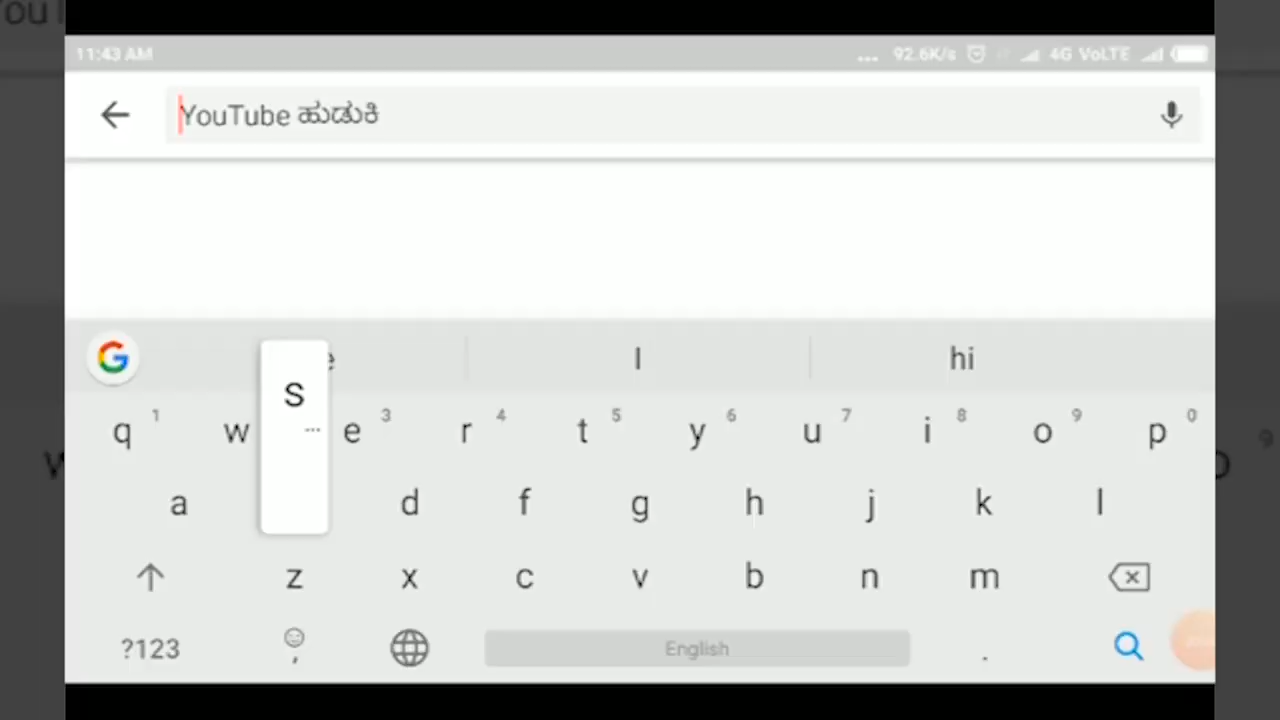 11:43 AM ... 92.6K/s 4G VoLTE
YouTube ಹುಡುಕಿ
I hi
q 1 w e 3 r 4 t 5 y 6 u 7 i 8 o 9 p 0
s ...
a d f g h j k l
z x c v b n m
?123 , English .